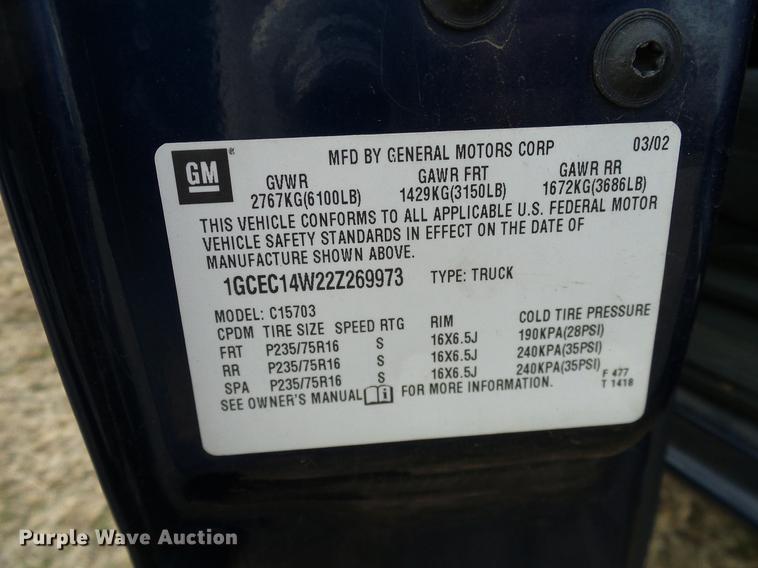 GM
MFD BY GENERAL MOTORS CORP 03/02
GVWR GAWR FRT GAWR RR
2767KG(6100LB) 1429KG(3150LB) 1672KG(3686LB)
THIS VEHICLE CONFORMS TO ALL APPLICABLE U.S. FEDERAL MOTOR
VEHICLE SAFETY STANDARDS IN EFFECT ON THE DATE OF
MANUFACTURE SHOWN ABOVE.
1GCEC14W22Z269973 TYPE: TRUCK
MODEL: C15703
CPDM TIRE SIZE SPEED RTG RIM COLD TIRE PRESSURE
FRT P235/75R16 S 16X6.5J 190KPA(28PSI)
RR P235/75R16 S 16X6.5J 240KPA(35PSI)
SPA P235/75R16 S 16X6.5J 240KPA(35PSI)
SEE OWNER'S MANUAL i FOR MORE INFORMATION.
F 477
T 1418
Purple Wave Auction